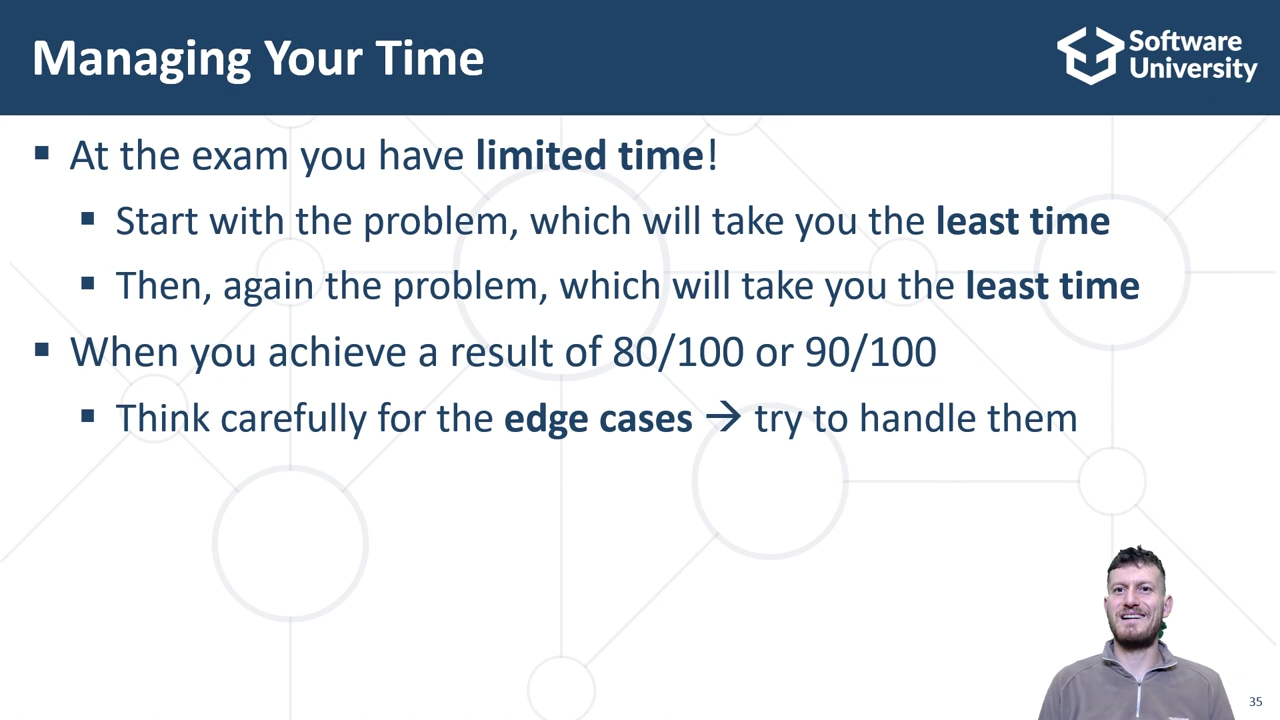 Managing Your Time
Software
University
▪ At the exam you have limited time!
▪ Start with the problem, which will take you the least time
▪ Then, again the problem, which will take you the least time
▪ When you achieve a result of 80/100 or 90/100
▪ Think carefully for the edge cases → try to handle them
35